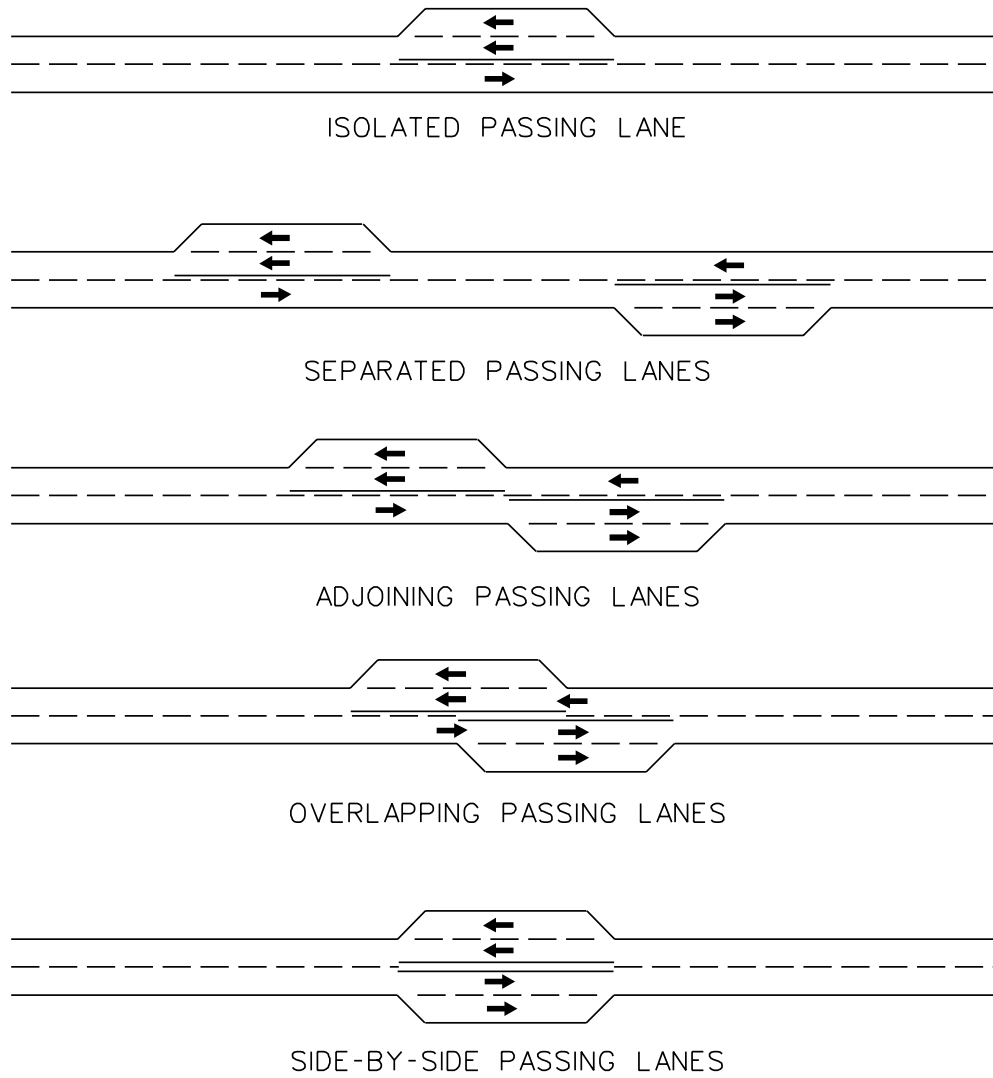 ISOLATED PASSING LANE
SEPARATED PASSING LANES
ADJOINING PASSING LANES
OVERLAPPING PASSING LANES
SIDE-BY-SIDE PASSING LANES